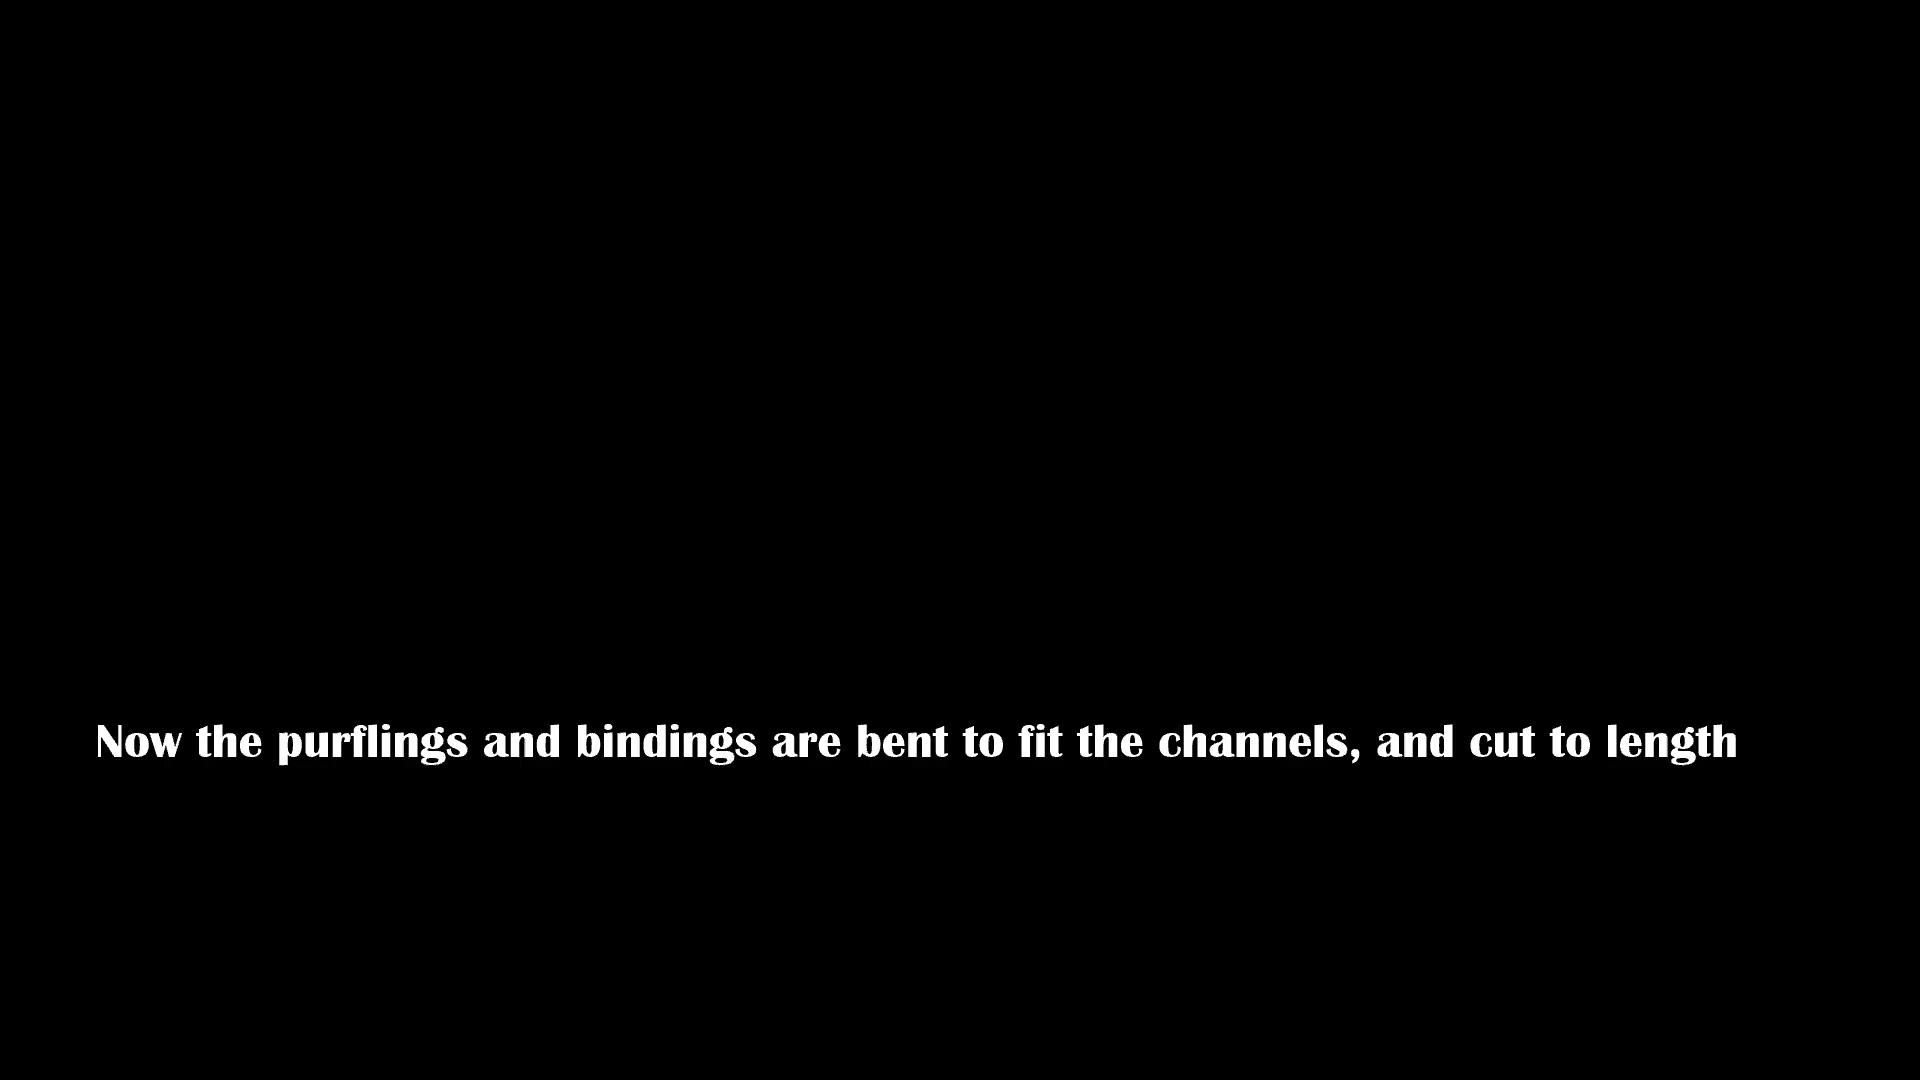 Now the purflings and bindings are bent to fit the channels, and cut to length